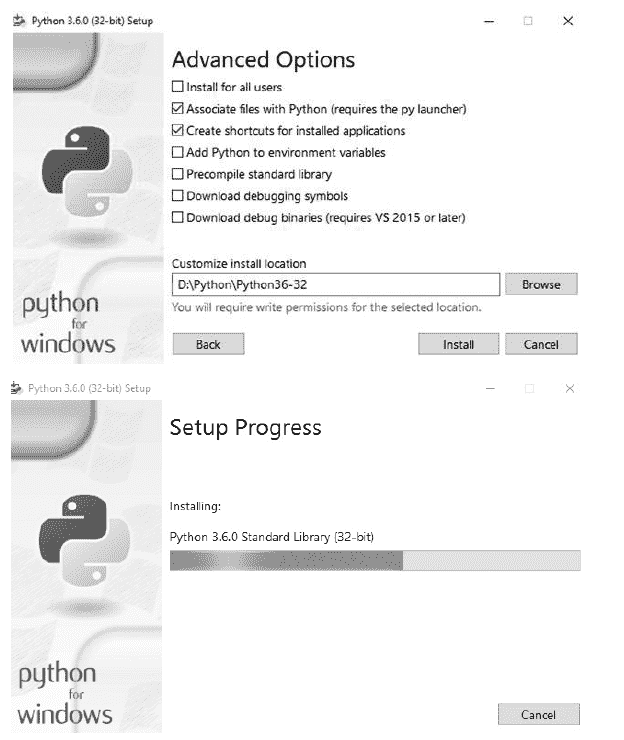 Python 3.6.0 (32-bit) Setup
Advanced Options
Install for all users
Associate files with Python (requires the py launcher)
Create shortcuts for installed applications
Add Python to environment variables
Precompile standard library
Download debugging symbols
Download debug binaries (requires VS 2015 or later)
Customize install location
D:\Python\Python36-32
Browse
You will require write permissions for the selected location.
python
for
windows
Back
Install
Cancel
Python 3.6.0 (32-bit) Setup
Setup Progress
Installing:
Python 3.6.0 Standard Library (32-bit)
python
for
windows
Cancel